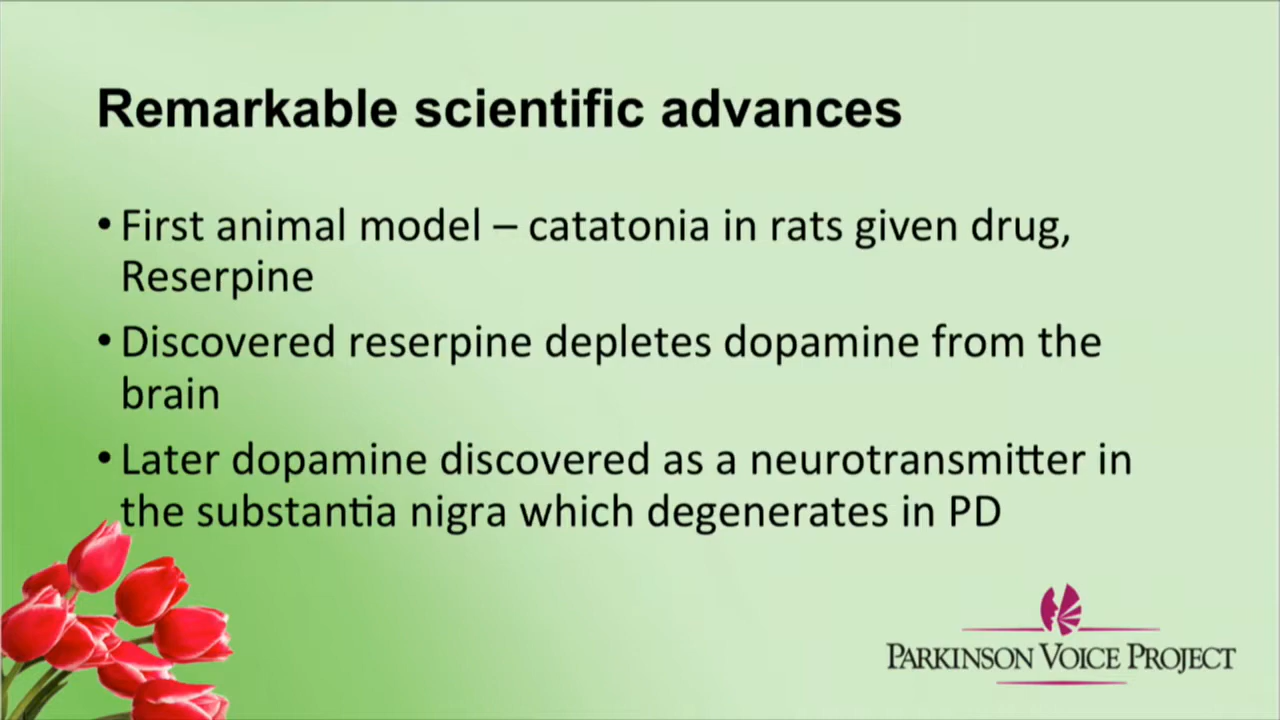 Remarkable scientific advances
• First animal model – catatonia in rats given drug,
Reserpine
• Discovered reserpine depletes dopamine from the
brain
• Later dopamine discovered as a neurotransmitter in
the substantia nigra which degenerates in PD
PARKINSON VOICE PROJECT